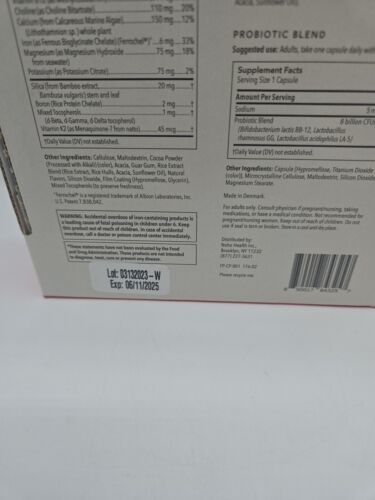 Choline (as Choline Bitartrate) 110 mg 20%
Calcium (from Calcareous Marine Algae) 150 mg 12%
(Lithothamnion sp.) whole plant
Iron (as Ferrous Bisglycinate Chelate) (Ferrochel®)^ 6 mg 33%
Magnesium (as Magnesium Hydroxide 75 mg 18%
from seawater)
Potassium (as Potassium Citrate) 75 mg 2%
Silica (from Bamboo extract, 20 mg †
Bambusa vulgaris) stem and leaf
Boron (Rice Protein Chelate) 2 mg †
Mixed Tocopherols 1 mg †
Vitamin K2 (as Menaquinone-7 from natto) 45 mcg †
†Daily Value (DV) not established.
Other Ingredients: Cellulose, Maltodextrin, Cocoa Powder
(Processed with Alkali)(color), Acacia, Guar Gum, Rice Extract
Blend (Rice Extract, Rice Hulls, Acacia, Sunflower Oil), Natural
Flavors, Silicon Dioxide, Film Coating (Hypromellose, Glycerin),
Mixed Tocopherols (to preserve freshness).
Ferrochel® is a registered trademark of Albion Laboratories, Inc.
U.S. Patent 7,838,042.
WARNING: Accidental overdose of iron-containing products is
a leading cause of fatal poisoning in children under 6. Keep
this product out of reach of children. In case of accidental
overdose, call a doctor or poison control center immediately.
*These statements have not been evaluated by the Food
and Drug Administration. These products are not intended
to diagnose, treat, cure or prevent any disease.
Lot: 03132023-W
Exp: 06/11/2025
Acacia, Sunflower Oil.
PROBIOTIC BLEND
Suggested use: Adults, take one capsule daily with
Supplement Facts
Serving Size 1 Capsule
Amount Per Serving
Sodium 5 m
Probiotic Blend 8 billion CFUs
(Bifidobacterium lactis BB-12, Lactobacillus
rhamnosus GG, Lactobacillus acidophilus LA-5)
†Daily Value (DV) not established.
Other Ingredients: Capsule (Hypromellose, Titanium Dioxide
(color)), Microcrystalline Cellulose, Maltodextrin, Silicon Dioxide,
Magnesium Stearate.
Made in Denmark.
For adults only. Consult physician if pregnant/nursing, taking
medications, or have a medical condition. Not recommended for
pregnant/nursing women. Keep out of reach of children. Do not
use if seal is torn or broken. Store in a cool and dry place.
Distributed by:
Brooklyn, NY 11230
Please recycle me.